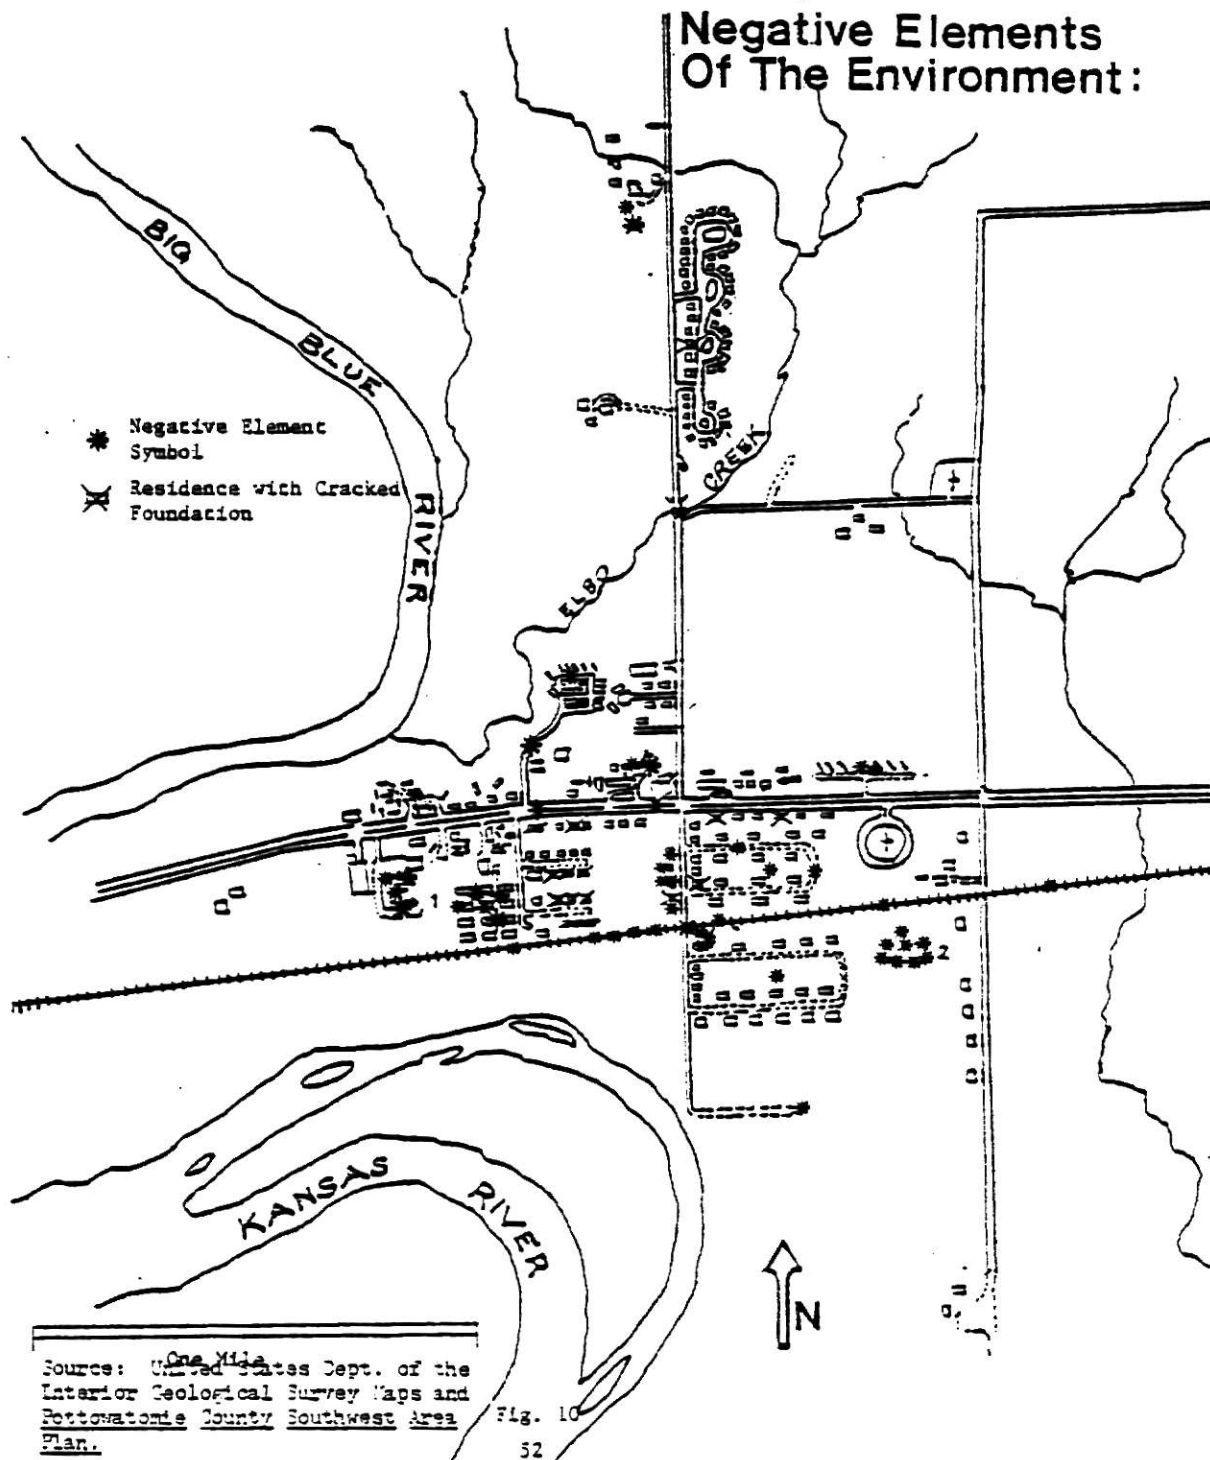 Negative Elements
Of The Environment:
BIG
BLUE
RIVER
Negative Element
Symbol
Residence with Cracked
Foundation
CREEK
ELBO
1
2
KANSAS
RIVER
N
One Mile
Source: United States Dept. of the
Interior Geological Survey Maps and
Pottowatomie County Southwest Area
Plan.
Fig. 10
52